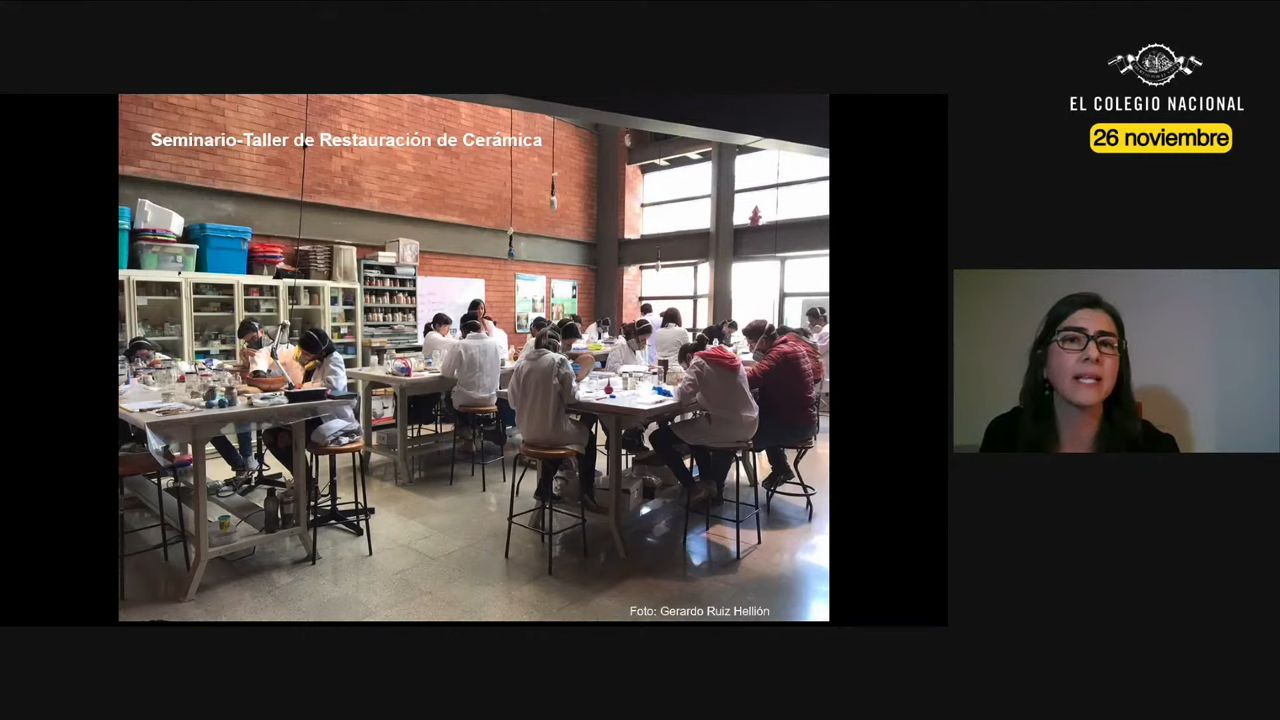 EL COLEGIO NACIONAL
26 noviembre
Seminario-Taller de Restauración de Cerámica
Foto: Gerardo Ruiz Hellión